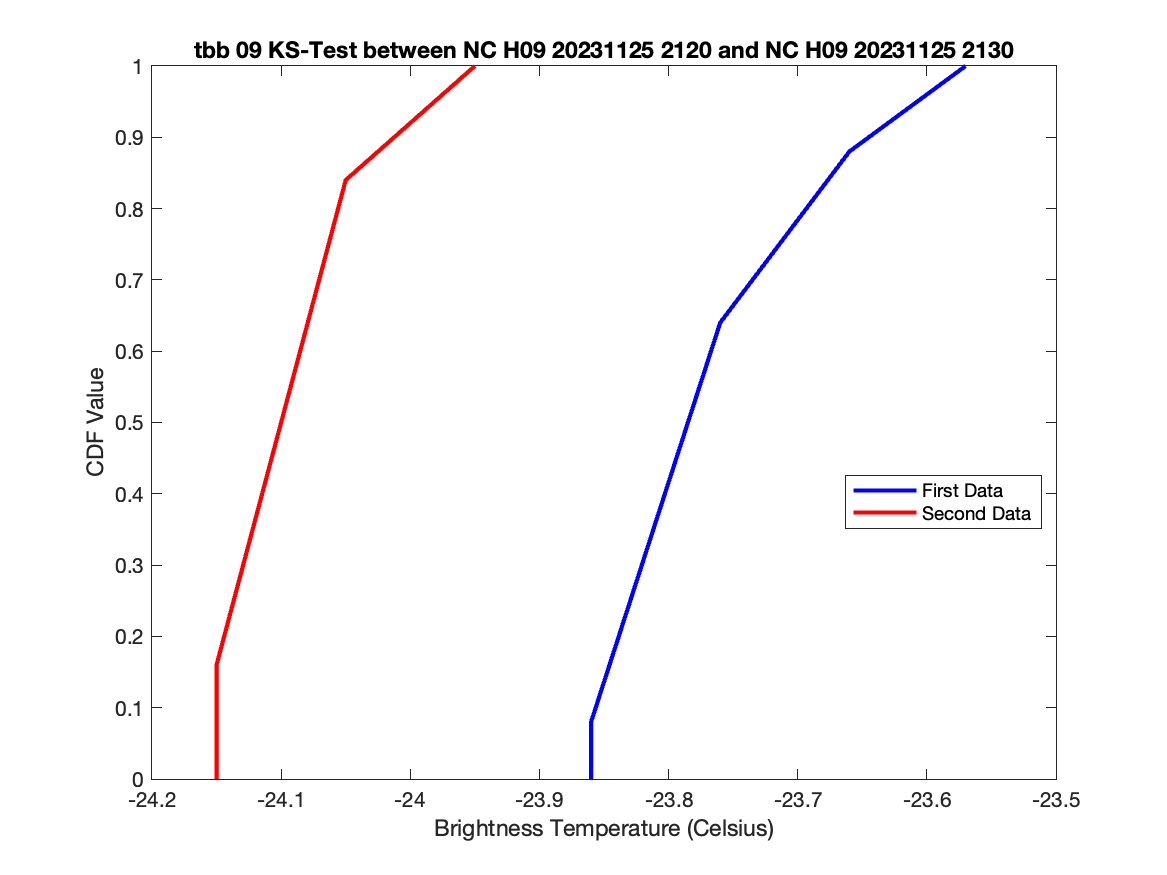 tbb 09 KS-Test between NC H09 20231125 2120 and NC H09 20231125 2130
1
0.9
0.8
0.7
0.6
0.5
0.4
0.3
0.2
0.1
0
CDF Value
First Data
Second Data
-24.2 -24.1 -24 -23.9 -23.8 -23.7 -23.6 -23.5
Brightness Temperature (Celsius)